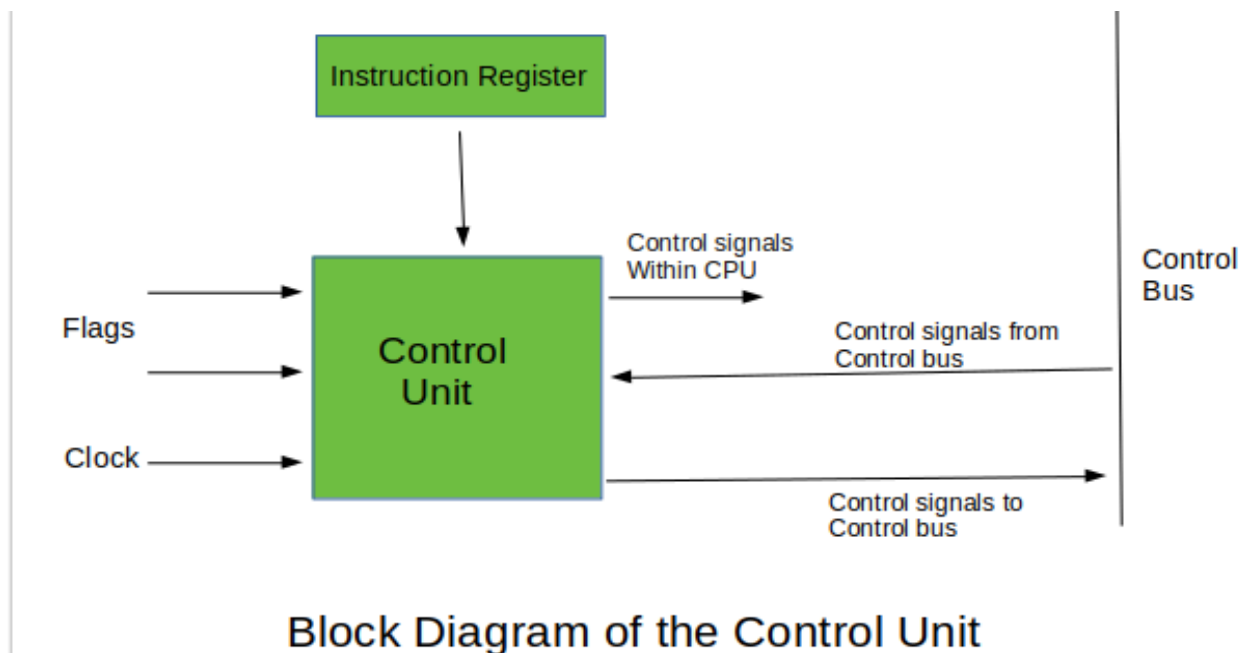 Instruction Register
Control signals
Within CPU
Control
Bus
Flags
Control
Unit
Control signals from
Control bus
Clock
Control signals to
Control bus
Block Diagram of the Control Unit